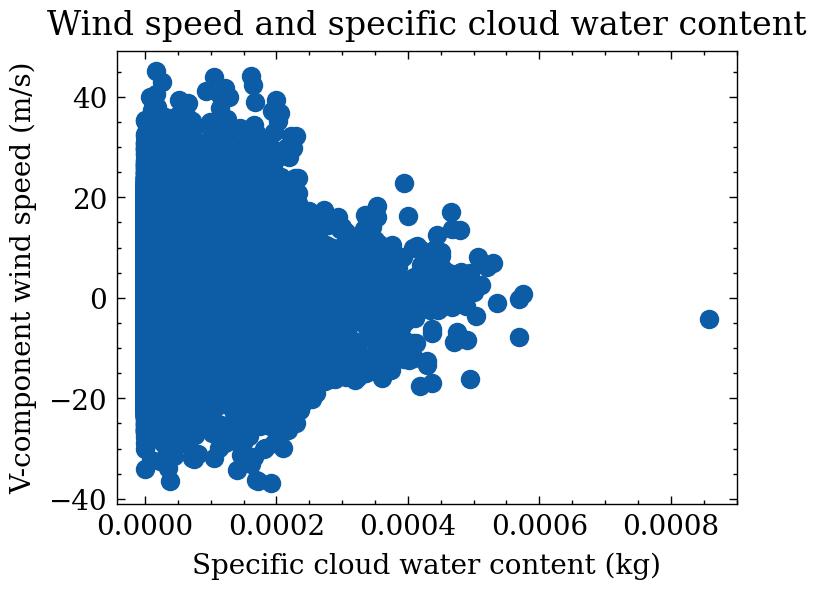 Wind speed and specific cloud water content
V-component wind speed (m/s)
40
20
0
−20
−40
0.0000 0.0002 0.0004 0.0006 0.0008
Specific cloud water content (kg)